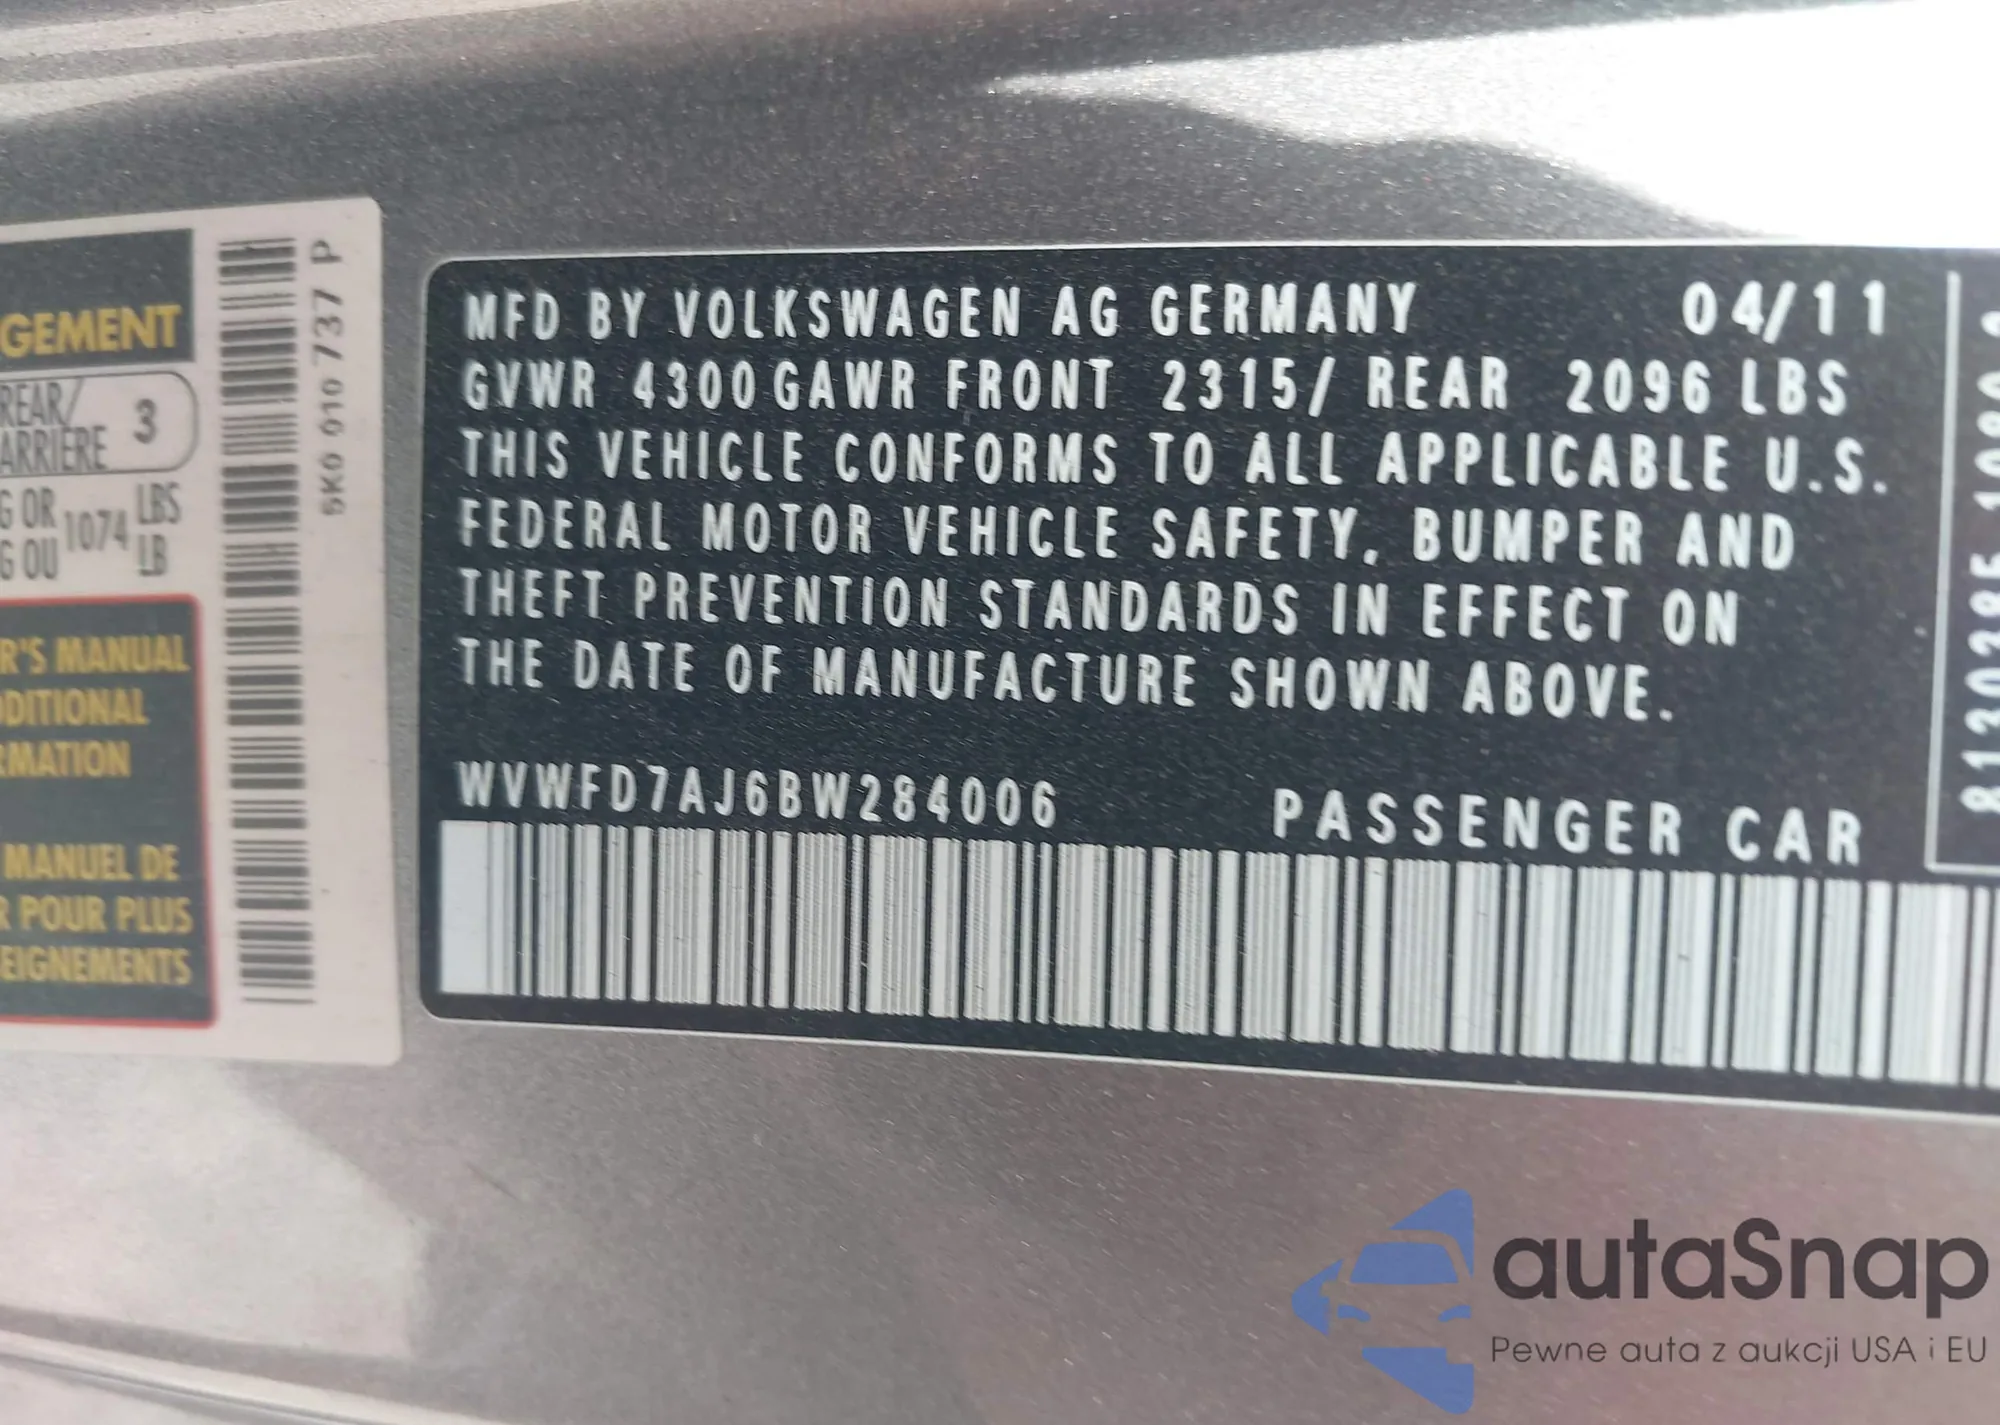 GEMENT
REAR/
ARRIÈRE 3
G OR 1074 LBS
G OU LB
R'S MANUAL
DDITIONAL
RMATION
MANUEL DE
R POUR PLUS
EIGNEMENTS
5K0 010 737 P
MFD BY VOLKSWAGEN AG GERMANY 04/11
GVWR 4300 GAWR FRONT 2315/ REAR 2096 LBS
THIS VEHICLE CONFORMS TO ALL APPLICABLE U.S.
FEDERAL MOTOR VEHICLE SAFETY, BUMPER AND
THEFT PREVENTION STANDARDS IN EFFECT ON
THE DATE OF MANUFACTURE SHOWN ABOVE.
WVWFD7AJ6BW284006 PASSENGER CAR
autaSnap
Pewne auta z aukcji USA i EU